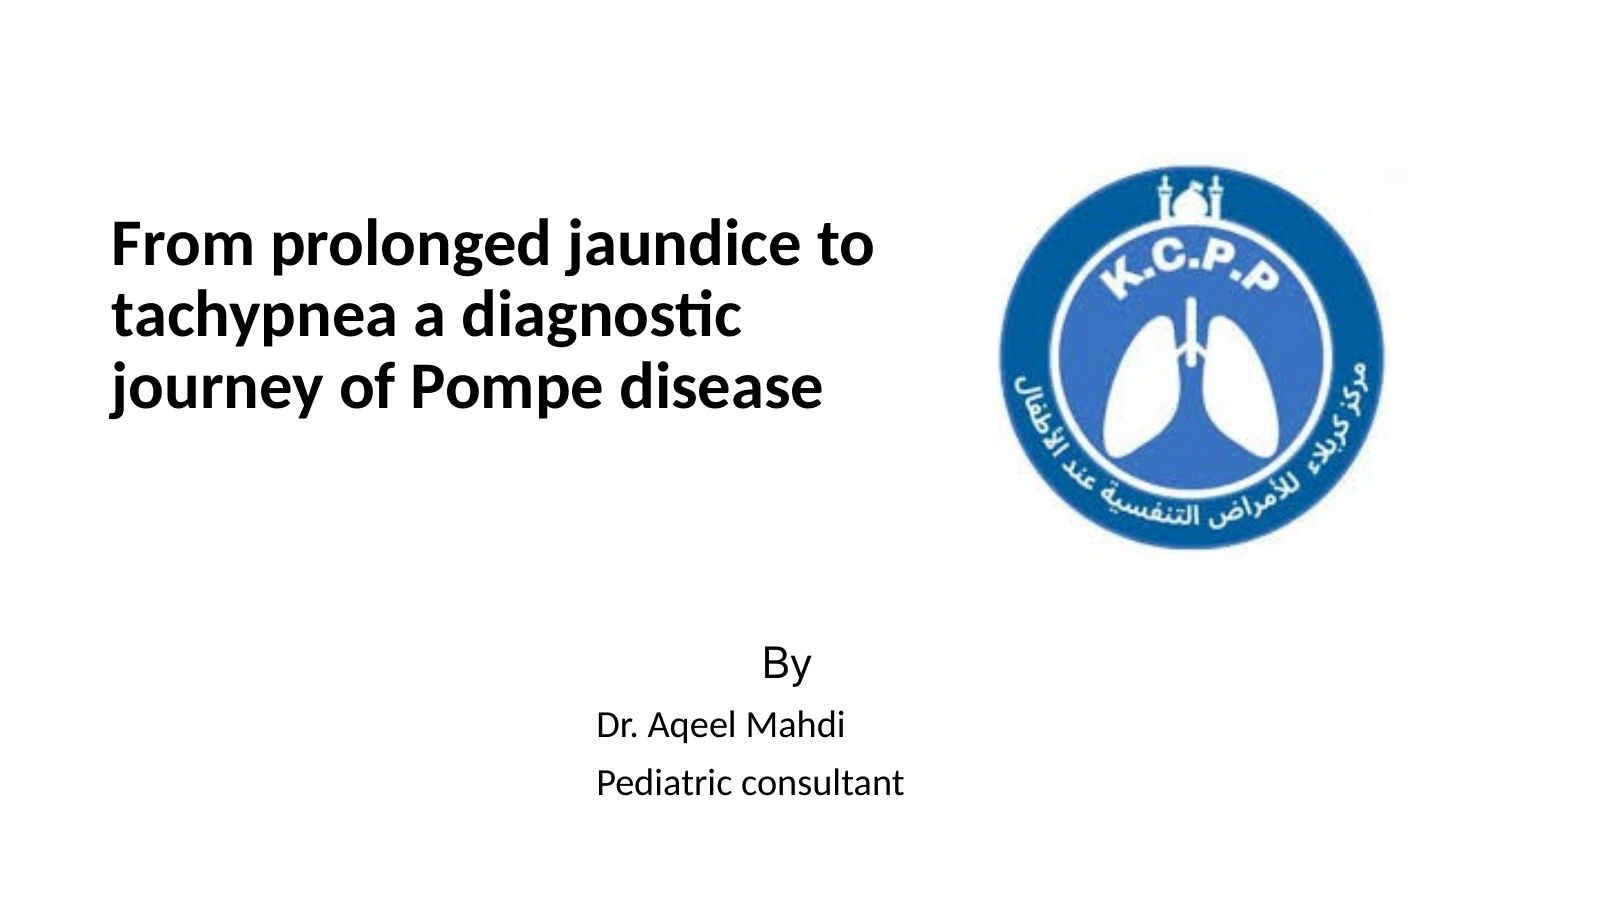 From prolonged jaundice to
tachypnea a diagnostic
journey of Pompe disease
K.C.P.P
مركز كربلاء للأمراض التنفسية عند الأطفال
By
Dr. Aqeel Mahdi
Pediatric consultant